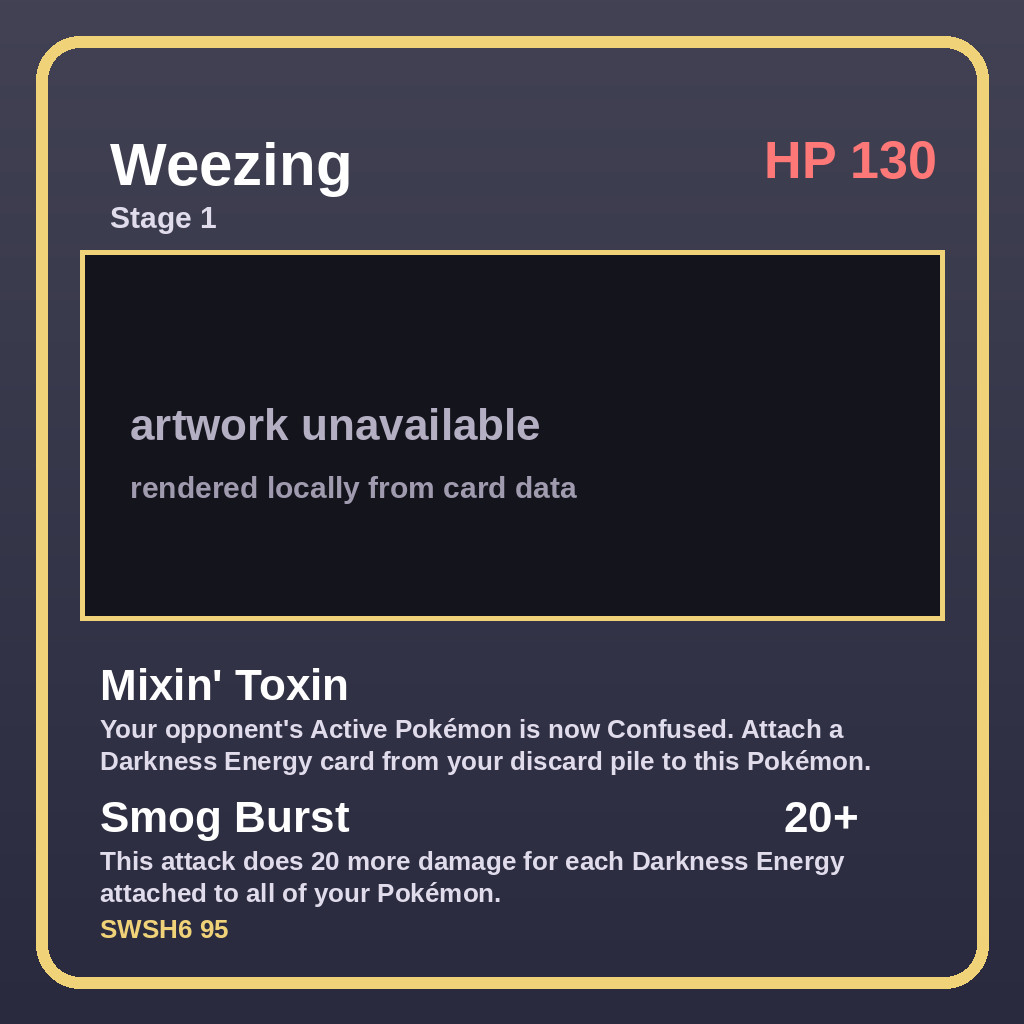 Weezing
HP 130
Stage 1
artwork unavailable
rendered locally from card data
Mixin' Toxin
Your opponent's Active Pokémon is now Confused. Attach a
Darkness Energy card from your discard pile to this Pokémon.
Smog Burst
20+
This attack does 20 more damage for each Darkness Energy
attached to all of your Pokémon.
SWSH6 95